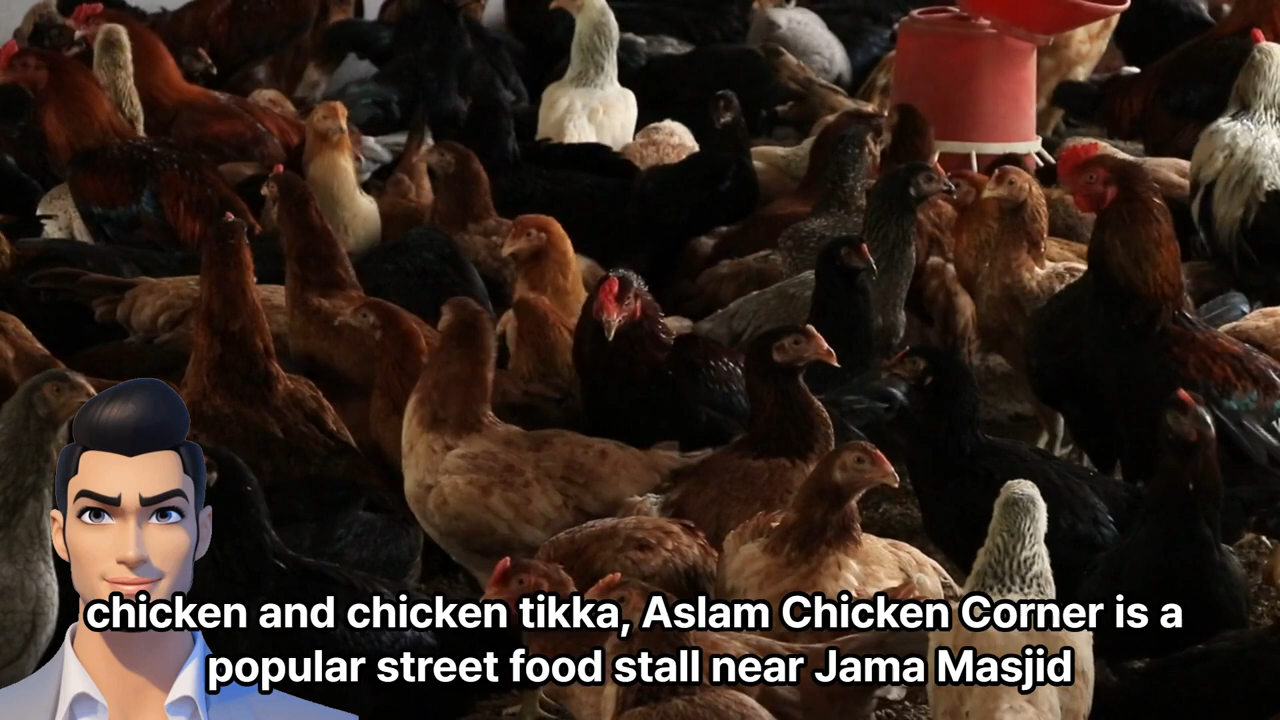 chicken and chicken tikka, Aslam Chicken Corner is a
popular street food stall near Jama Masjid